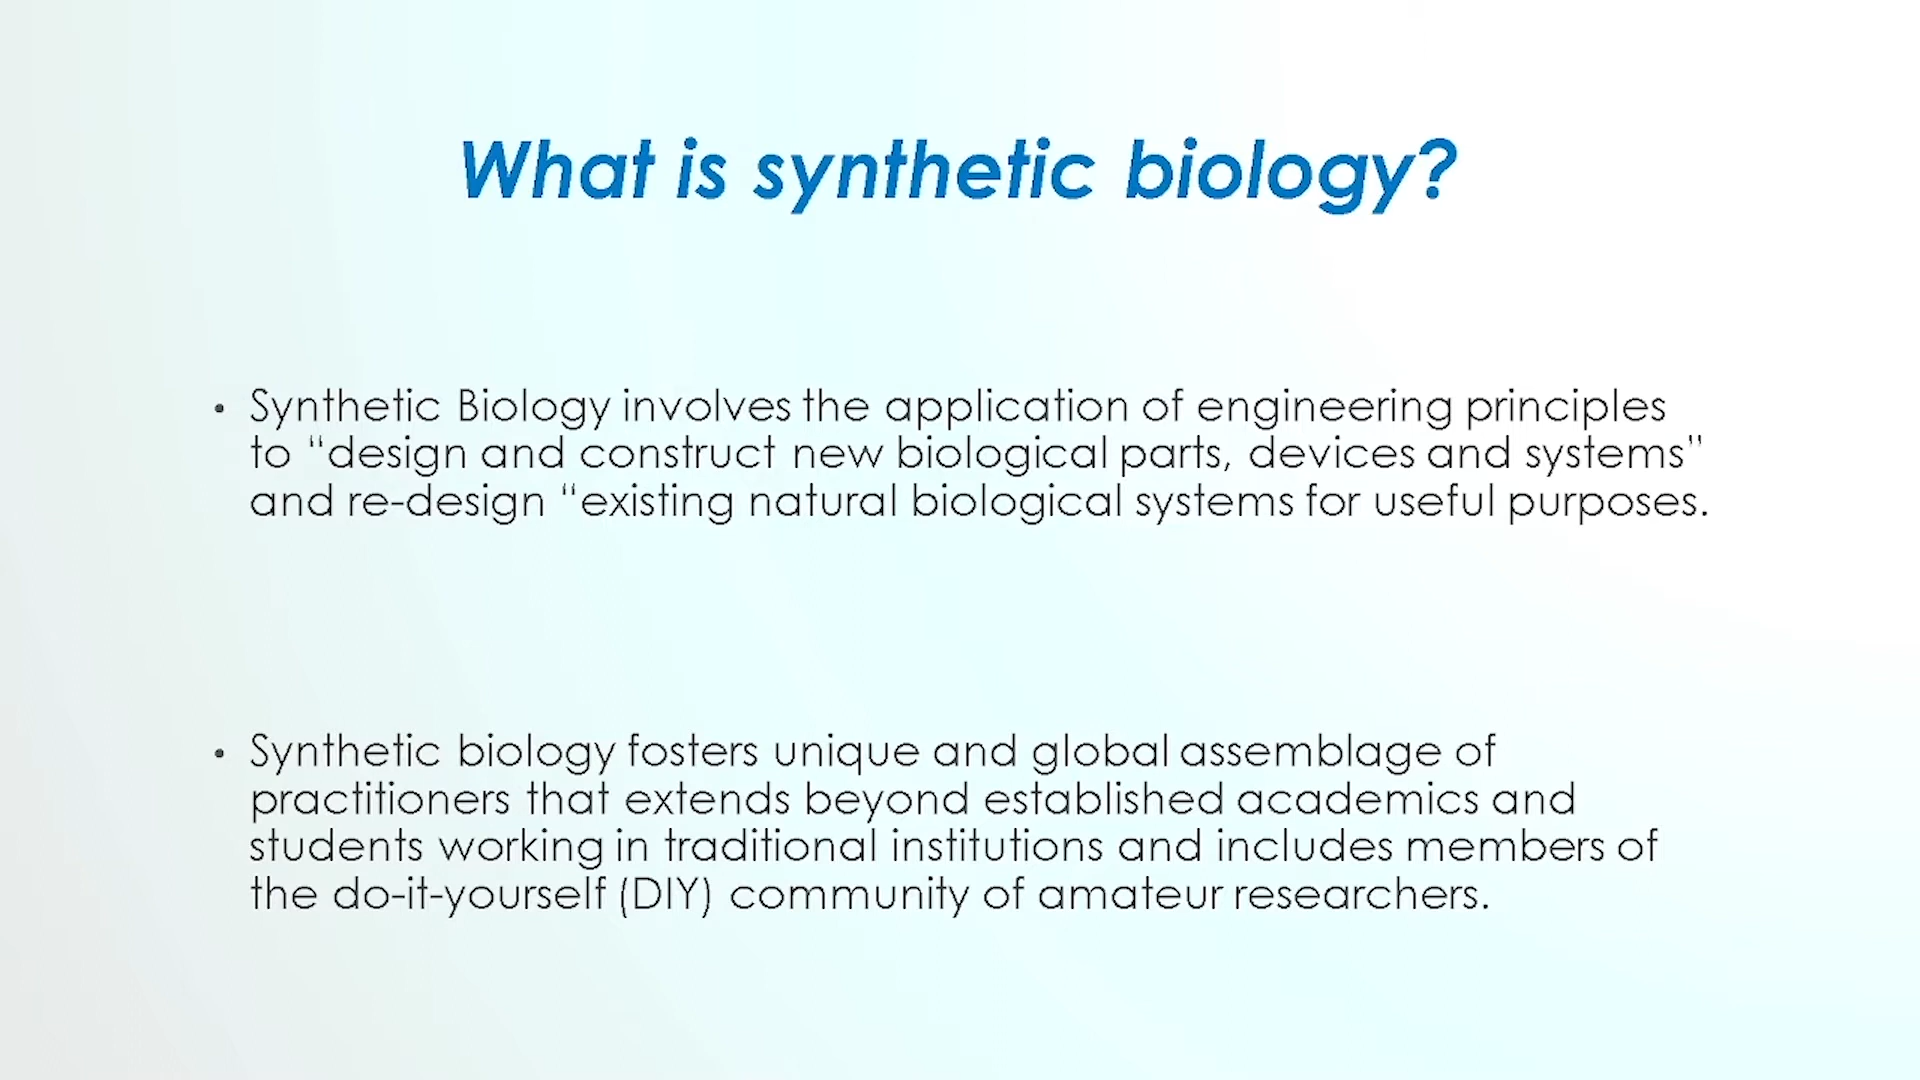 What is synthetic biology?
• Synthetic Biology involves the application of engineering principles
to “design and construct new biological parts, devices and systems”
and re-design “existing natural biological systems for useful purposes.
• Synthetic biology fosters unique and global assemblage of
practitioners that extends beyond established academics and
students working in traditional institutions and includes members of
the do-it-yourself (DIY) community of amateur researchers.